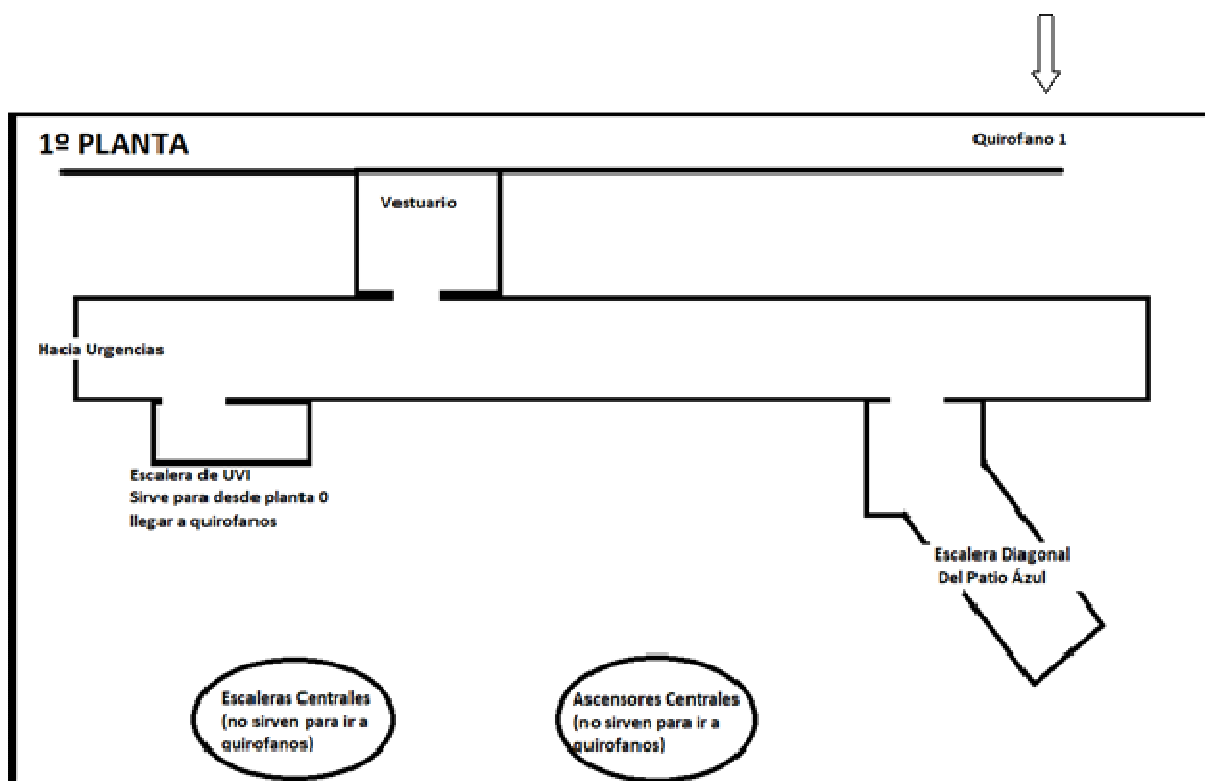 1º PLANTA
Quirofano 1
Vestuario
Hacia Urgencias
Escalera de UVI
Sirve para desde planta 0
llegar a quirofanos
Escalera Diagonal
Del Patio Ázul
Escaleras Centrales
(no sirven para ir a
quirofanos)
Ascensores Centrales
(no sirven para ir a
quirofanos)